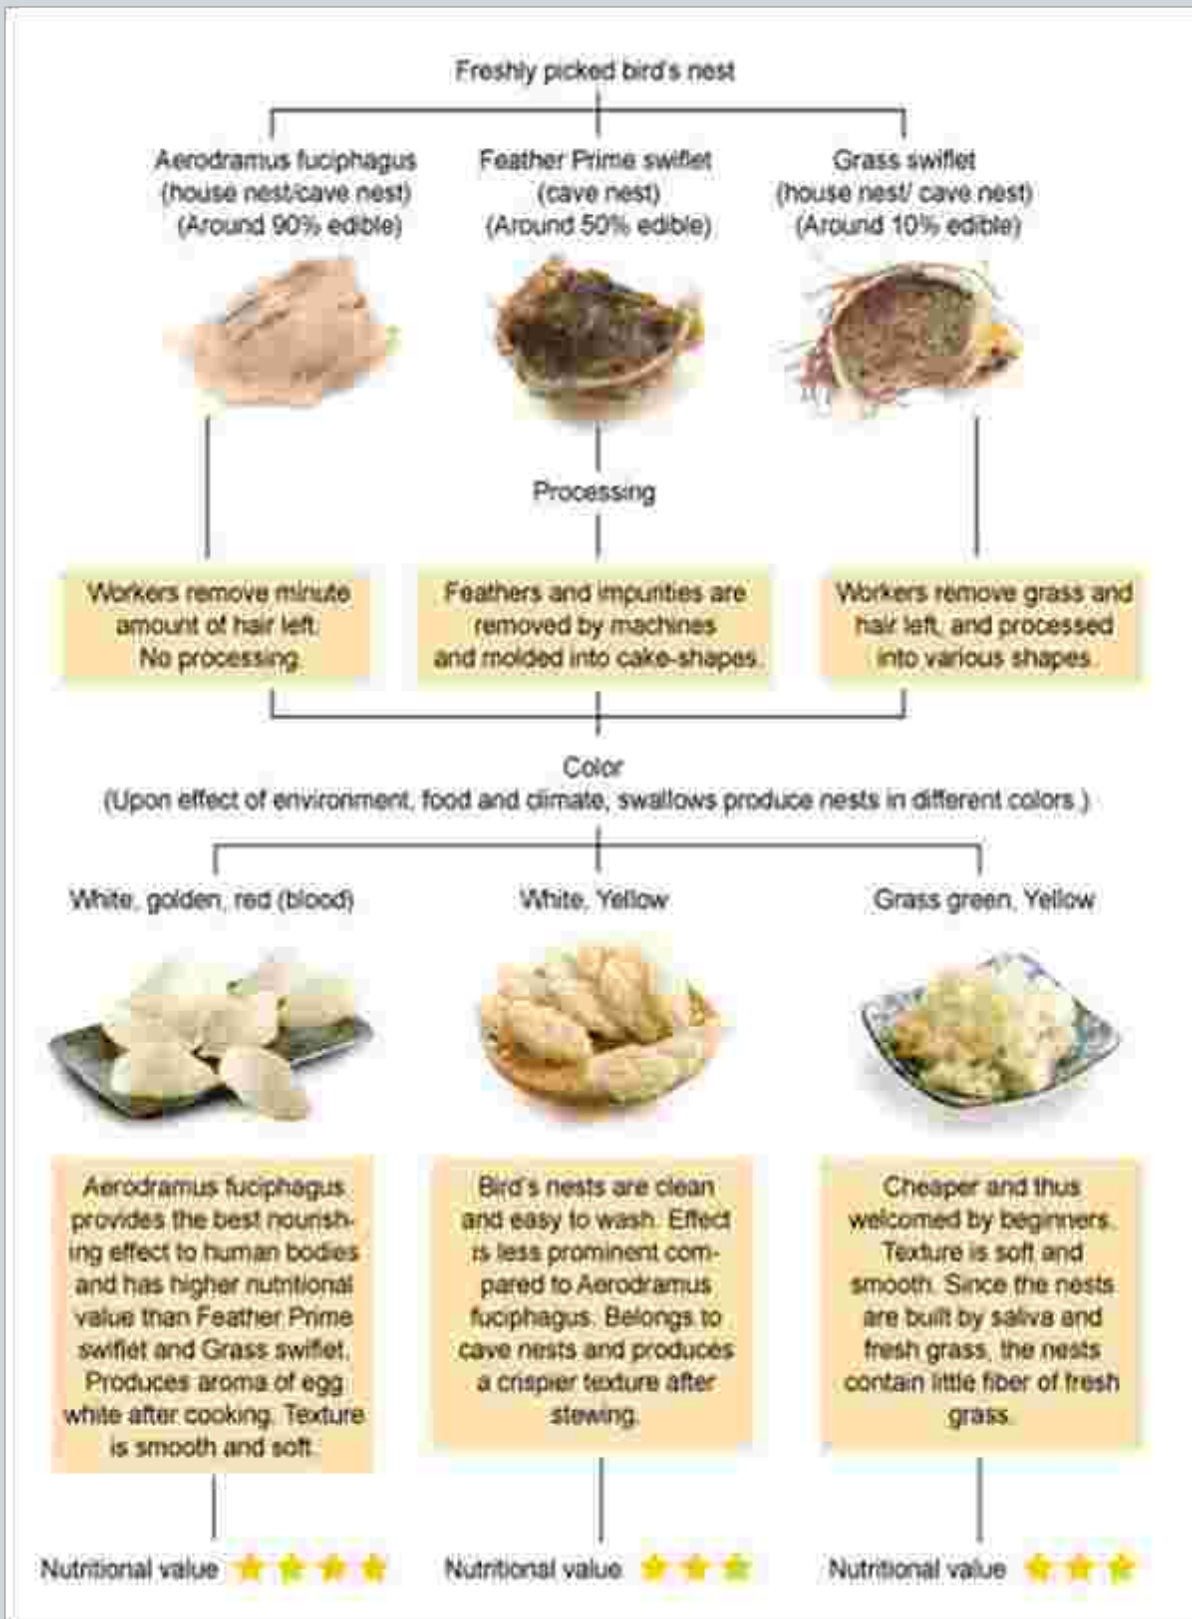 Freshly picked bird's nest
Aerodramus fuciphagus
(house nest/cave nest)
(Around 90% edible)
Feather Prime swiflet
(cave nest)
(Around 50% edible)
Grass swiflet
(house nest/ cave nest)
(Around 10% edible)
Processing
Workers remove minute
amount of hair left.
No processing.
Feathers and impurities are
removed by machines
and molded into cake-shapes.
Workers remove grass and
hair left, and processed
into various shapes.
Color
(Upon effect of environment, food and climate, swallows produce nests in different colors.)
White, golden, red (blood)
White, Yellow
Grass green, Yellow
Aerodramus fuciphagus
provides the best nourish-
ing effect to human bodies
and has higher nutritional
value than Feather Prime
swiflet and Grass swiflet.
Produces aroma of egg
white after cooking. Texture
is smooth and soft.
Bird's nests are clean
and easy to wash. Effect
is less prominent com-
pared to Aerodramus
fuciphagus. Belongs to
cave nests and produces
a crispier texture after
stewing.
Cheaper and thus
welcomed by beginners.
Texture is soft and
smooth. Since the nests
are built by saliva and
fresh grass, the nests
contain little fiber of fresh
grass.
Nutritional value
Nutritional value
Nutritional value